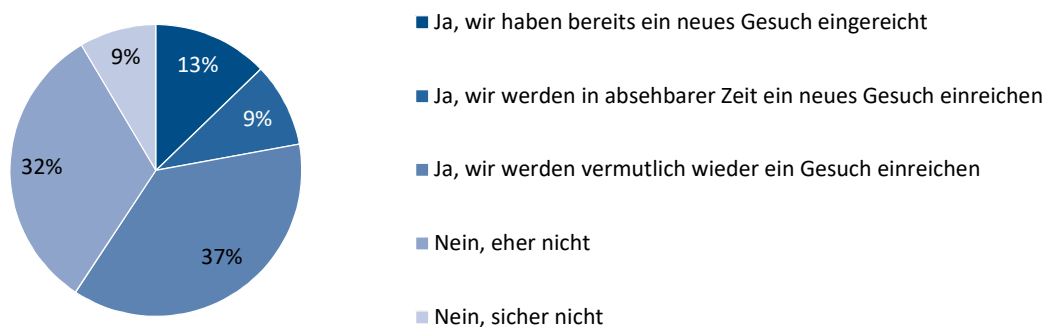 Ja, wir haben bereits ein neues Gesuch eingereicht
9%
13%
Ja, wir werden in absehbarer Zeit ein neues Gesuch einreichen
9%
32%
Ja, wir werden vermutlich wieder ein Gesuch einreichen
37%
Nein, eher nicht
Nein, sicher nicht